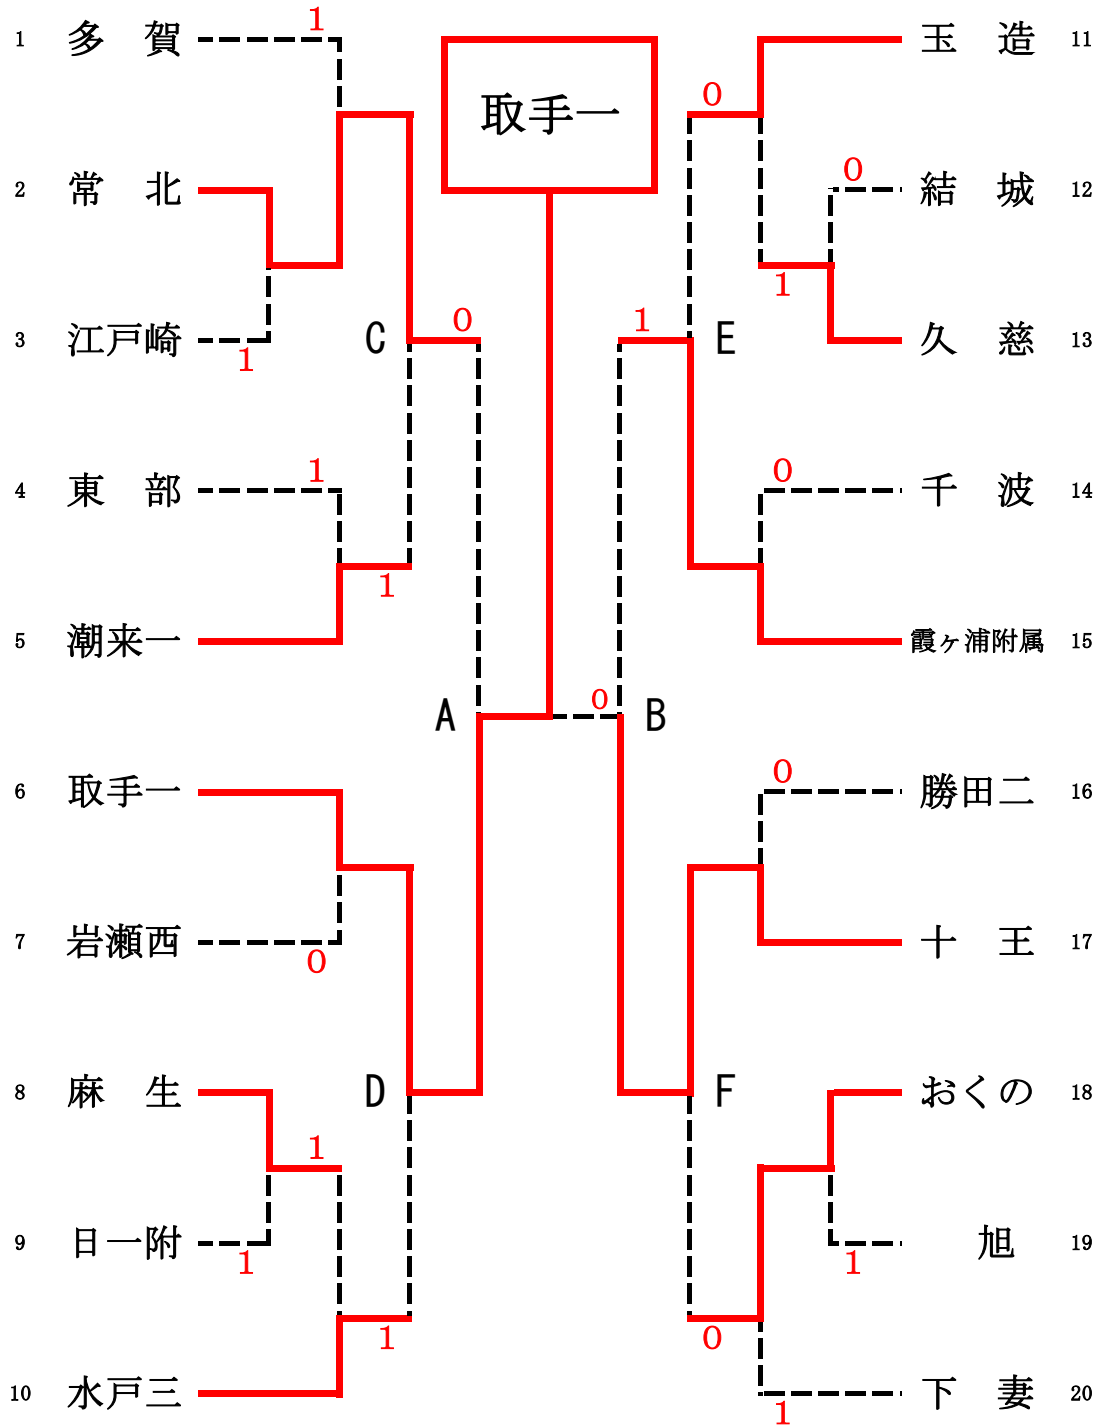 取手一
1 多 賀 1
2 常 北
3 江戸崎 1
4 東 部 1
5 潮来一 1
6 取手一
7 岩瀬西 0
8 麻 生 1
9 日一附 1
10 水戸三 1
C 0
A
D
0 玉 造 11
0 結 城 12
1 久 慈 13
1 E
0 千 波 14
霞ヶ浦附属 15
0 B
0 勝田二 16
十 王 17
F
おくの 18
1 旭 19
0
1 下 妻 20